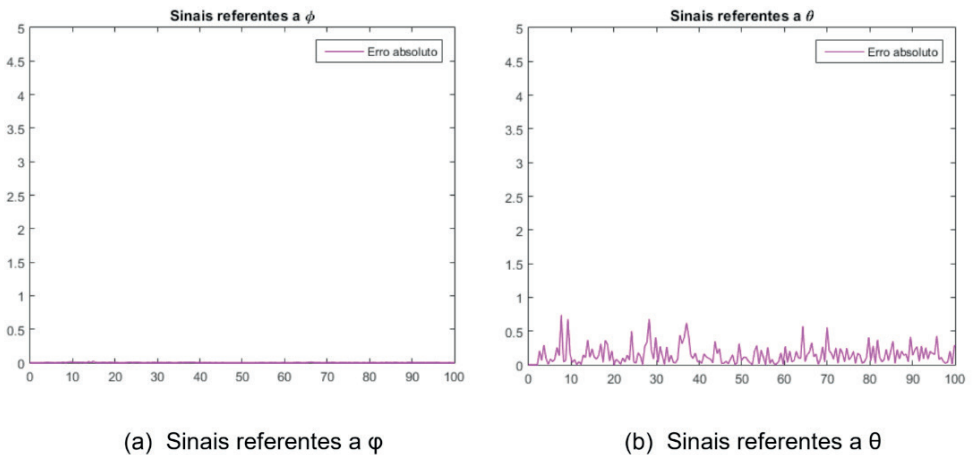 Sinais referentes a ϕ
Erro absoluto
5
4.5
4
3.5
3
2.5
2
1.5
1
0.5
0
0 10 20 30 40 50 60 70 80 90 100
(a) Sinais referentes a φ
Sinais referentes a θ
Erro absoluto
5
4.5
4
3.5
3
2.5
2
1.5
1
0.5
0
0 10 20 30 40 50 60 70 80 90 100
(b) Sinais referentes a θ